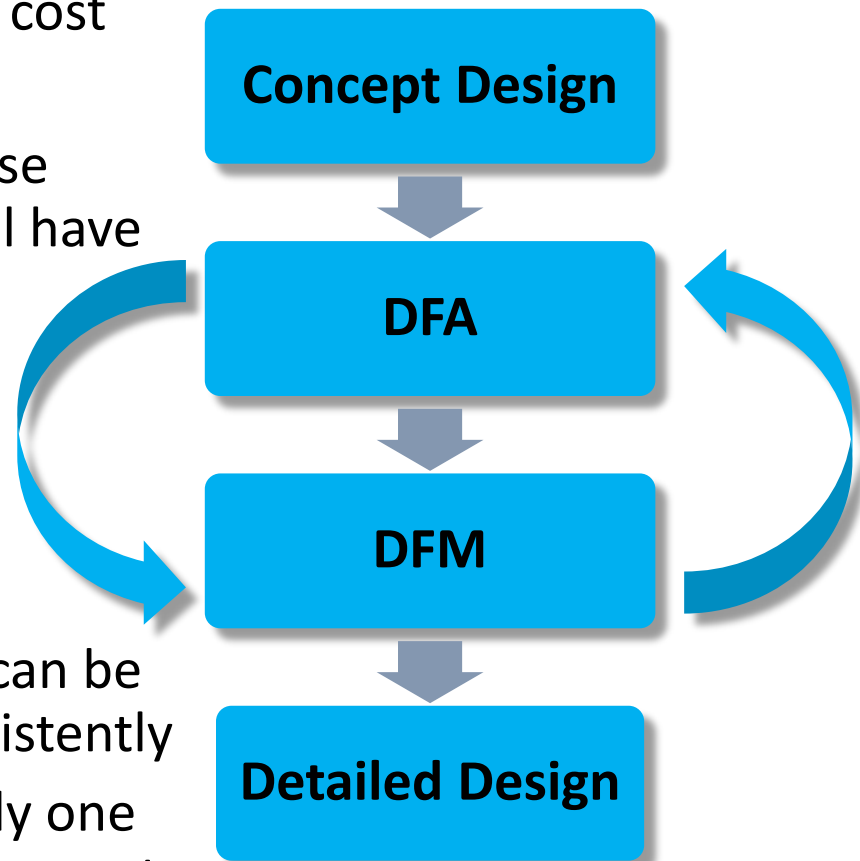 cost
Concept Design
se
l have
DFA
DFM
can be
istently
Detailed Design
ly one